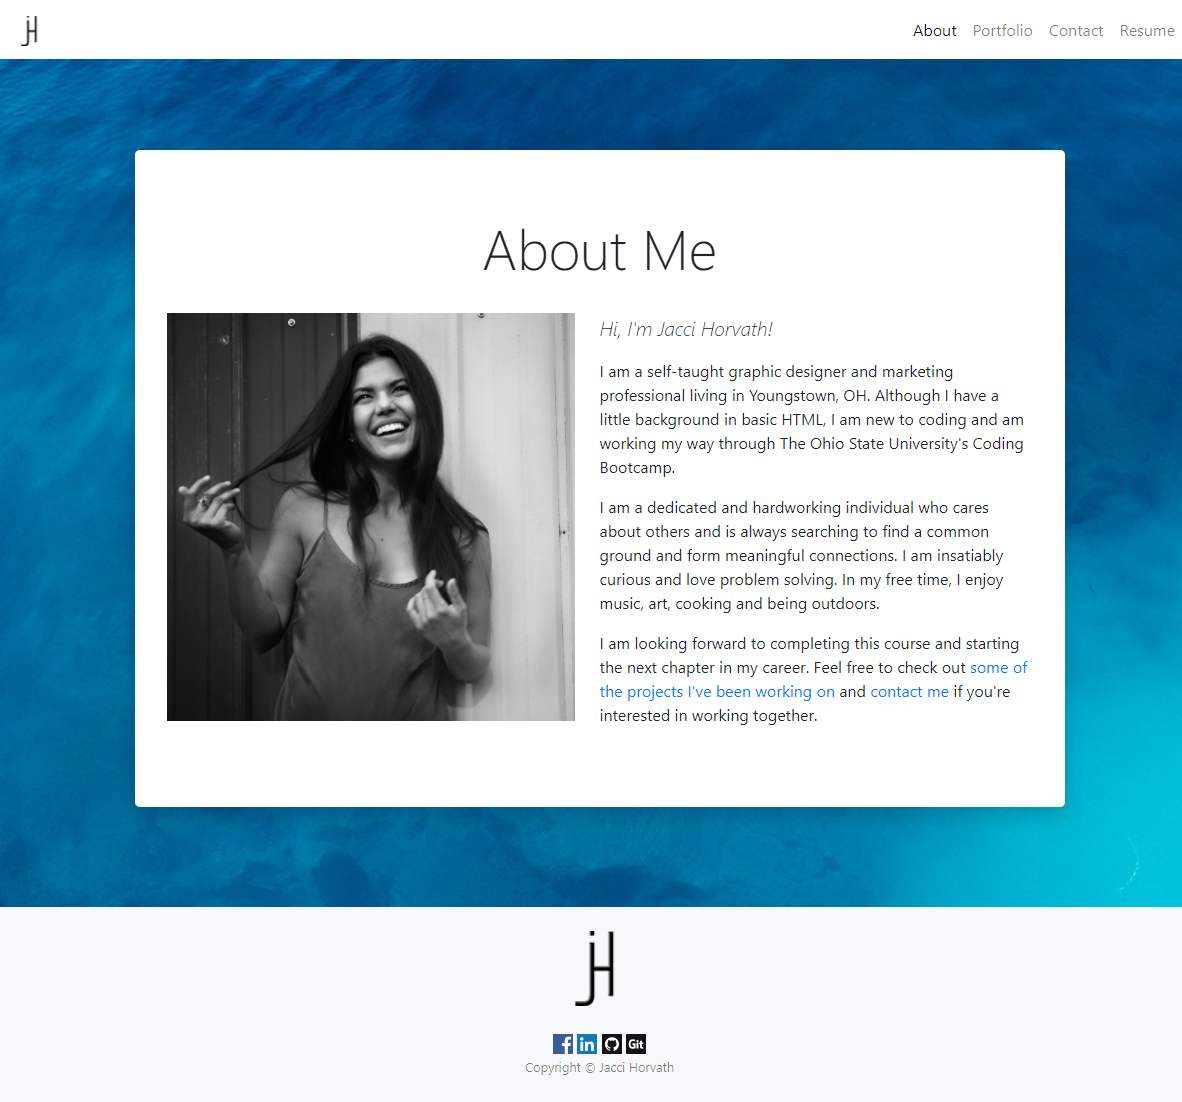 jH
About Portfolio Contact Resume
About Me
Hi, I'm Jacci Horvath!
I am a self-taught graphic designer and marketing
professional living in Youngstown, OH. Although I have a
little background in basic HTML, I am new to coding and am
working my way through The Ohio State University's Coding
Bootcamp.
I am a dedicated and hardworking individual who cares
about others and is always searching to find a common
ground and form meaningful connections. I am insatiably
curious and love problem solving. In my free time, I enjoy
music, art, cooking and being outdoors.
I am looking forward to completing this course and starting
the next chapter in my career. Feel free to check out some of
the projects I've been working on and contact me if you're
interested in working together.
jH
f in Git
Copyright © Jacci Horvath